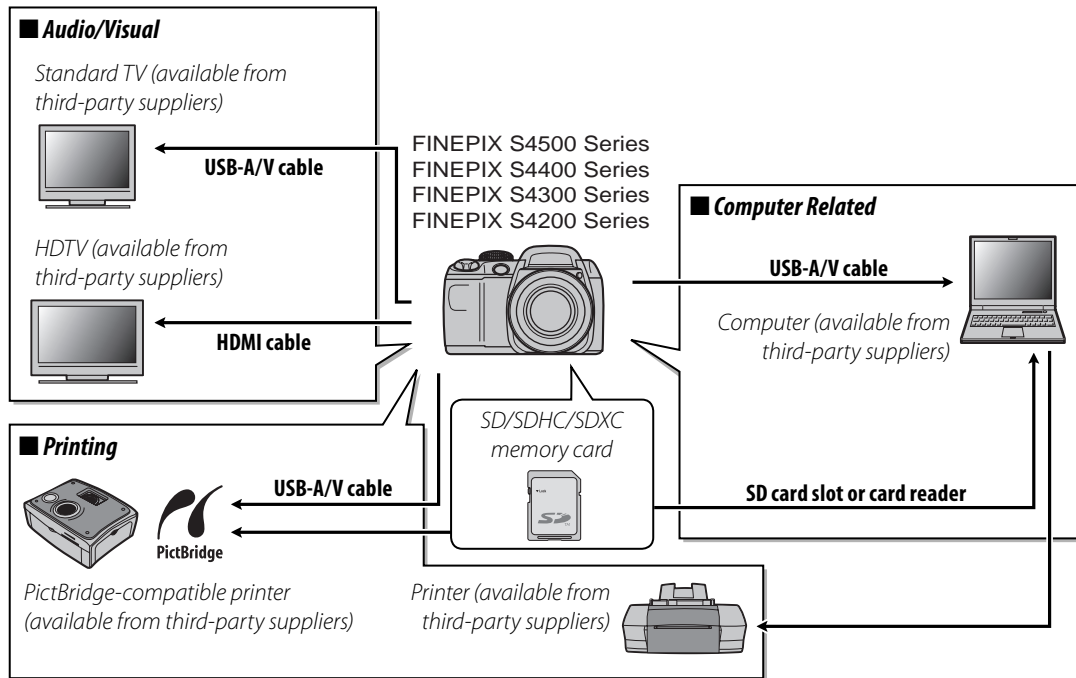 ■ Audio/Visual
Standard TV (available from
third-party suppliers)
USB-A/V cable
HDTV (available from
third-party suppliers)
HDMI cable
FINEPIX S4500 Series
FINEPIX S4400 Series
FINEPIX S4300 Series
FINEPIX S4200 Series
■ Computer Related
USB-A/V cable
Computer (available from
third-party suppliers)
SD card slot or card reader
SD/SDHC/SDXC
memory card
SD
■ Printing
USB-A/V cable
PictBridge
PictBridge-compatible printer
(available from third-party suppliers)
Printer (available from
third-party suppliers)